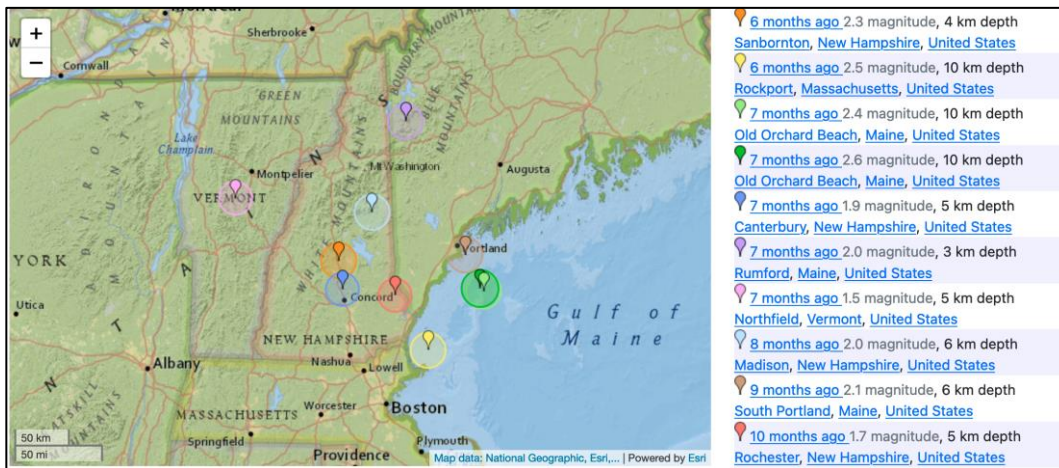 +
−
Sherbrooke
Cornwall
BOUNDARY MOUNTAINS
BLUE MOUNTAINS
GREEN
MOUNTAINS
Lake
Champlain
Mt Washington
Augusta
Montpelier
VERMONT
WHITE MOUNTAINS
Portland
YORK
Utica
Concord
Gulf of
Maine
NEW HAMPSHIRE
Nashua
Lowell
Albany
Boston
MASSACHUSETTS
Worcester
Springfield
Plymouth
Providence
50 km
50 mi
Map data: National Geographic, Esri,... | Powered by Esri
6 months ago 2.3 magnitude, 4 km depth
Sanbornton, New Hampshire, United States
6 months ago 2.5 magnitude, 10 km depth
Rockport, Massachusetts, United States
7 months ago 2.4 magnitude, 10 km depth
Old Orchard Beach, Maine, United States
7 months ago 2.6 magnitude, 10 km depth
Old Orchard Beach, Maine, United States
7 months ago 1.9 magnitude, 5 km depth
Canterbury, New Hampshire, United States
7 months ago 2.0 magnitude, 3 km depth
Rumford, Maine, United States
7 months ago 1.5 magnitude, 5 km depth
Northfield, Vermont, United States
8 months ago 2.0 magnitude, 6 km depth
Madison, New Hampshire, United States
9 months ago 2.1 magnitude, 6 km depth
South Portland, Maine, United States
10 months ago 1.7 magnitude, 5 km depth
Rochester, New Hampshire, United States